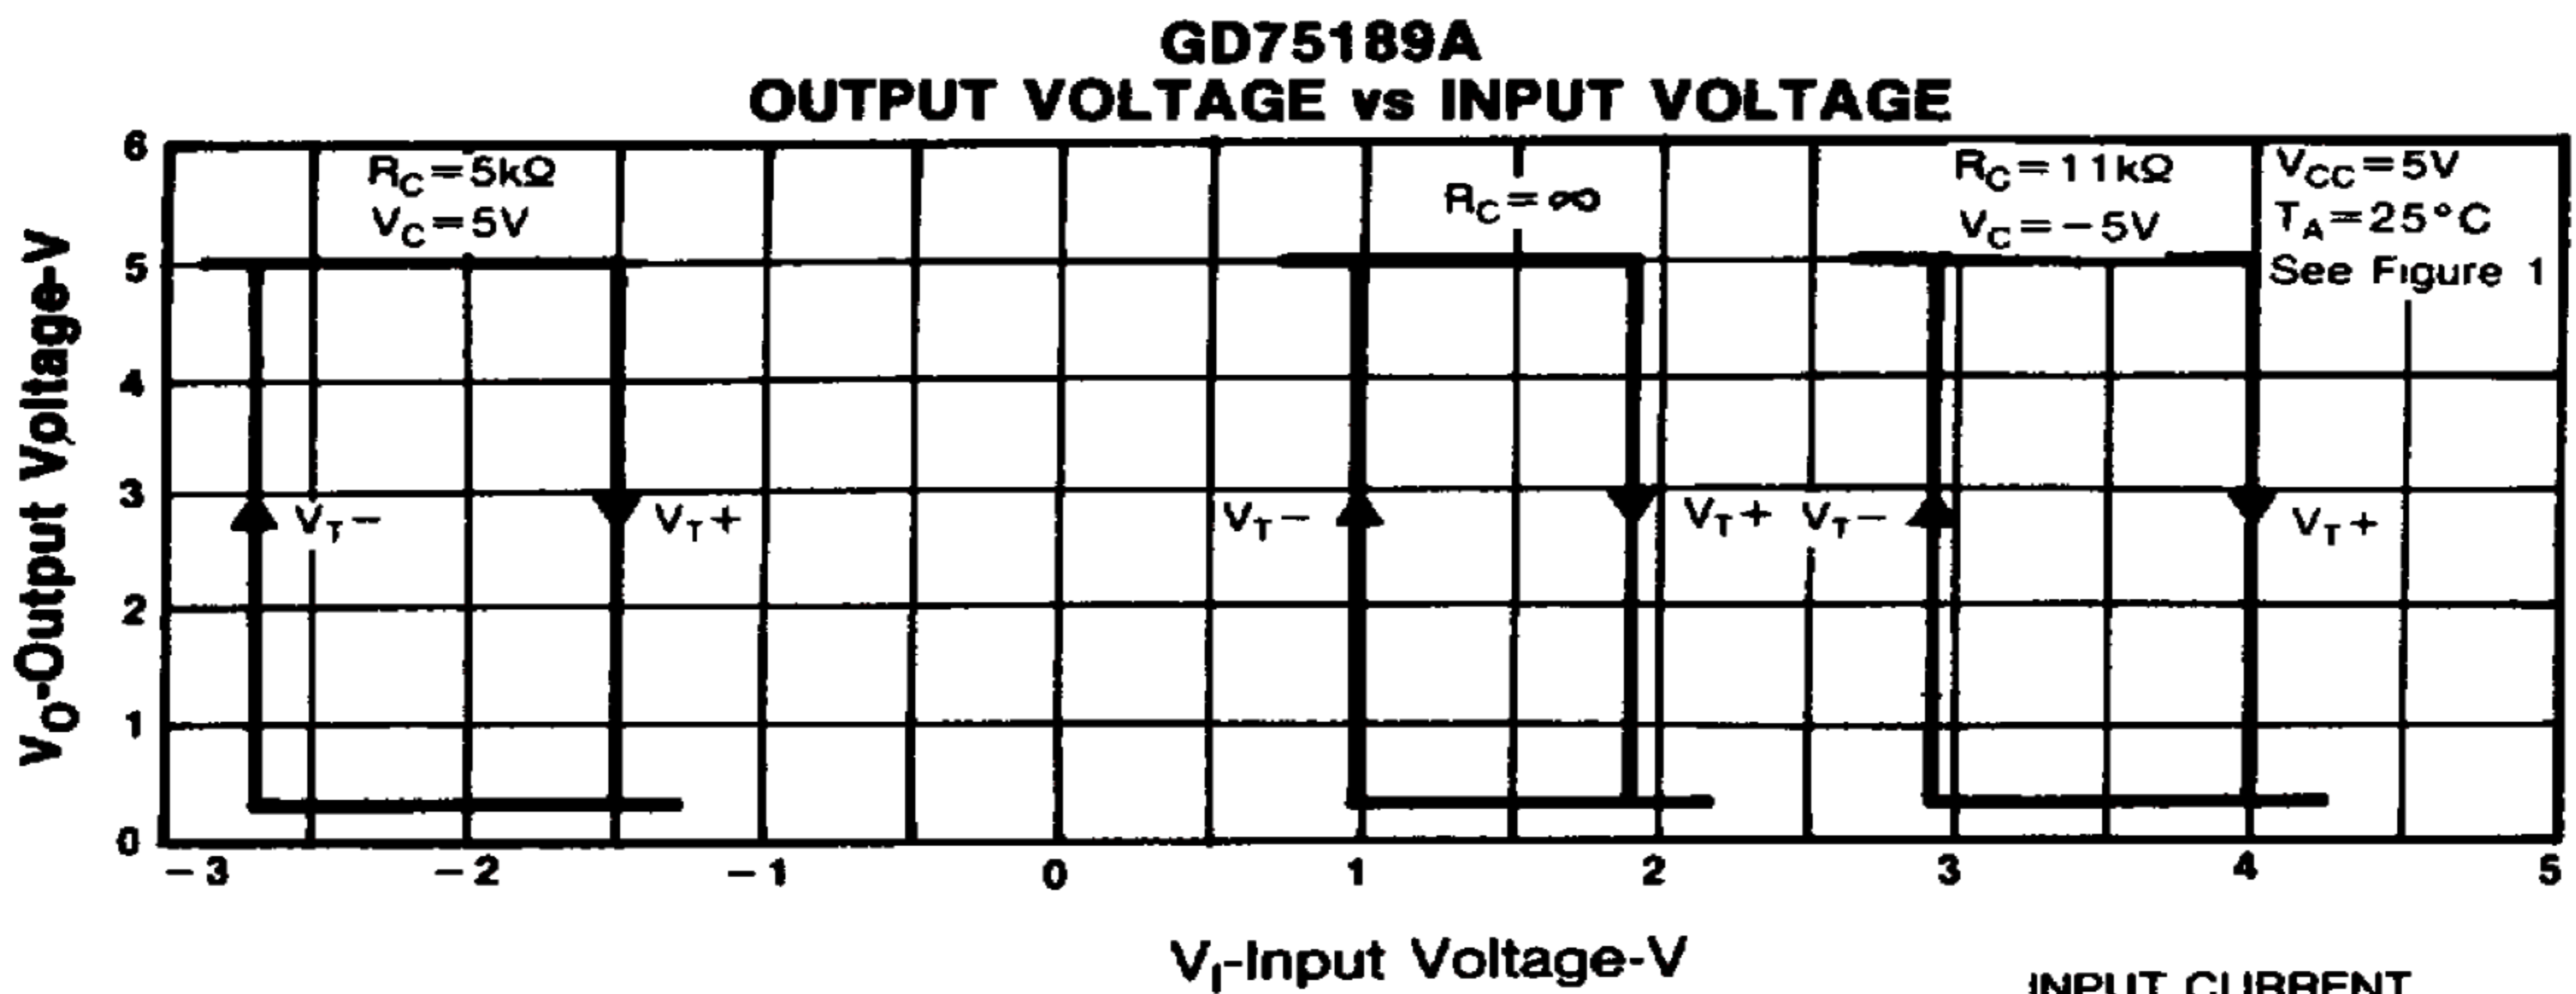 GD75189A
OUTPUT VOLTAGE vs INPUT VOLTAGE
6
5
4
3
2
1
0
VO-Output Voltage-V
RC=5kΩ
VC=5V
RC=∞
RC=11kΩ
VC=-5V
VCC=5V
TA=25°C
See Figure 1
VT-
VT+
VT-
VT+
VT-
VT+
-3 -2 -1 0 1 2 3 4 5
VI-Input Voltage-V
INPUT CURRENT